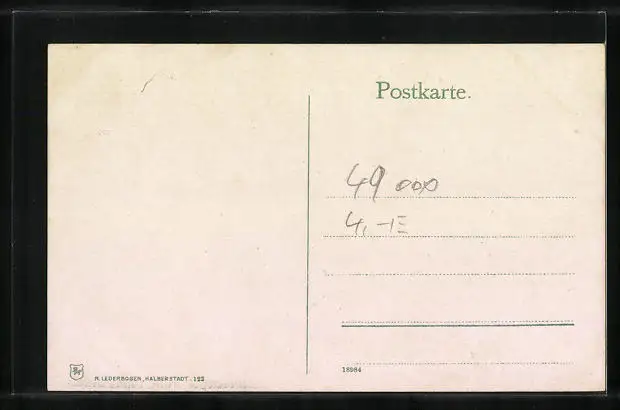 Postkarte.
49 000
4,-E
R. LEDERBOGEN, HALBERSTADT. 123
18984